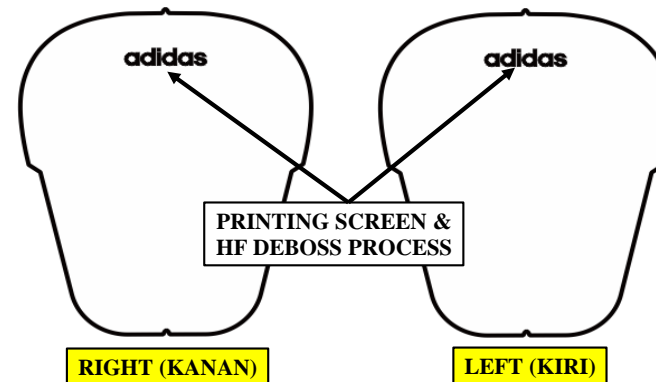 adidas
adidas
PRINTING SCREEN &
HF DEBOSS PROCESS
RIGHT (KANAN)
LEFT (KIRI)